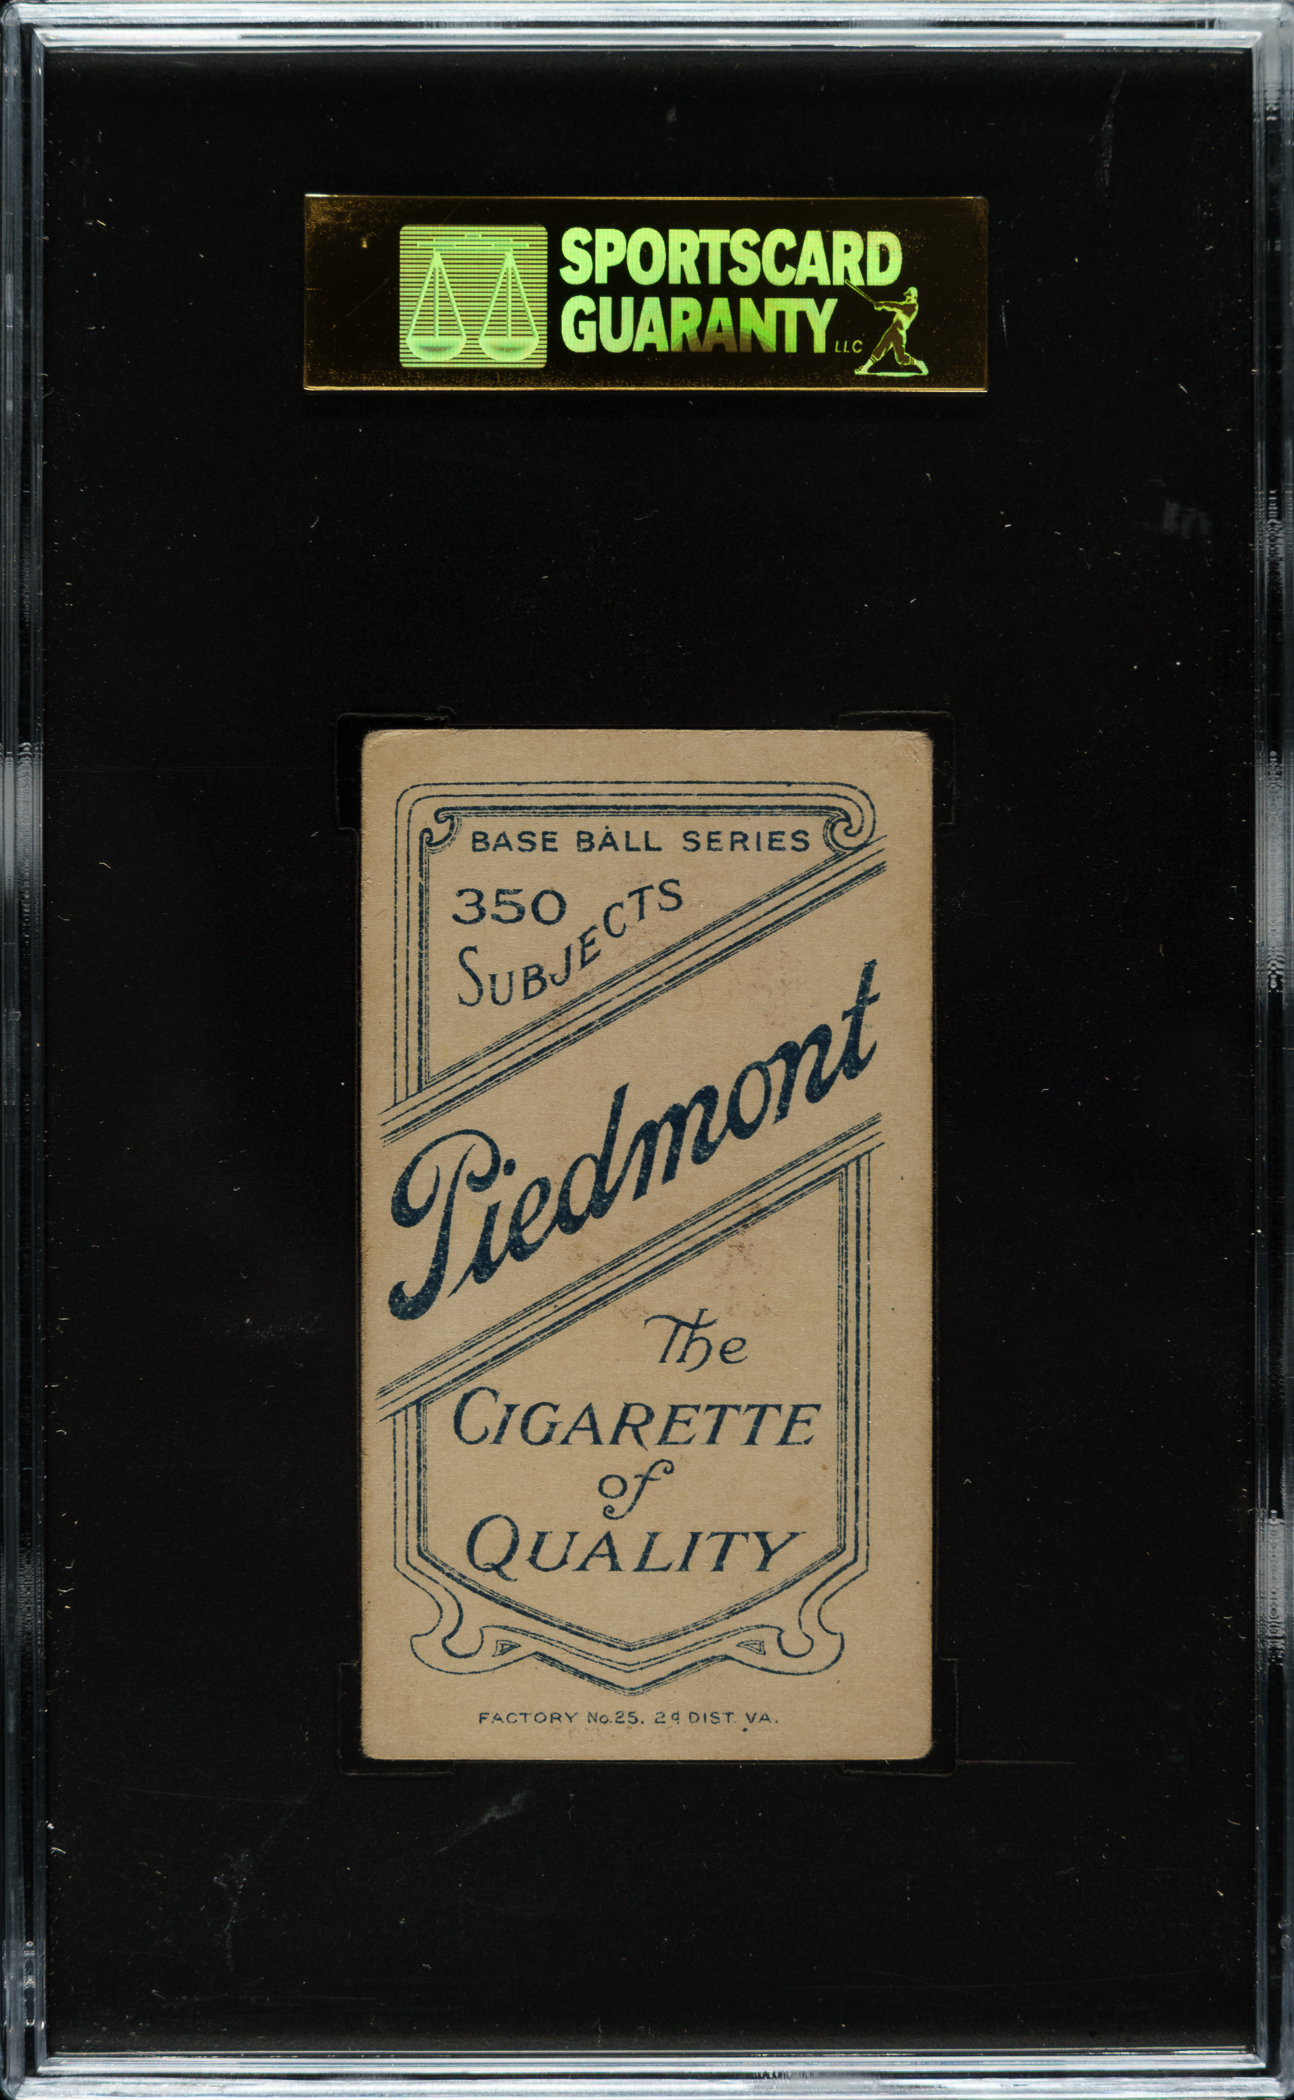 SPORTSCARD
GUARANTY LLC
BASE BALL SERIES
350
SUBJECTS
Piedmont
The
CIGARETTE
of
QUALITY
FACTORY No. 25. 2d DIST. VA.